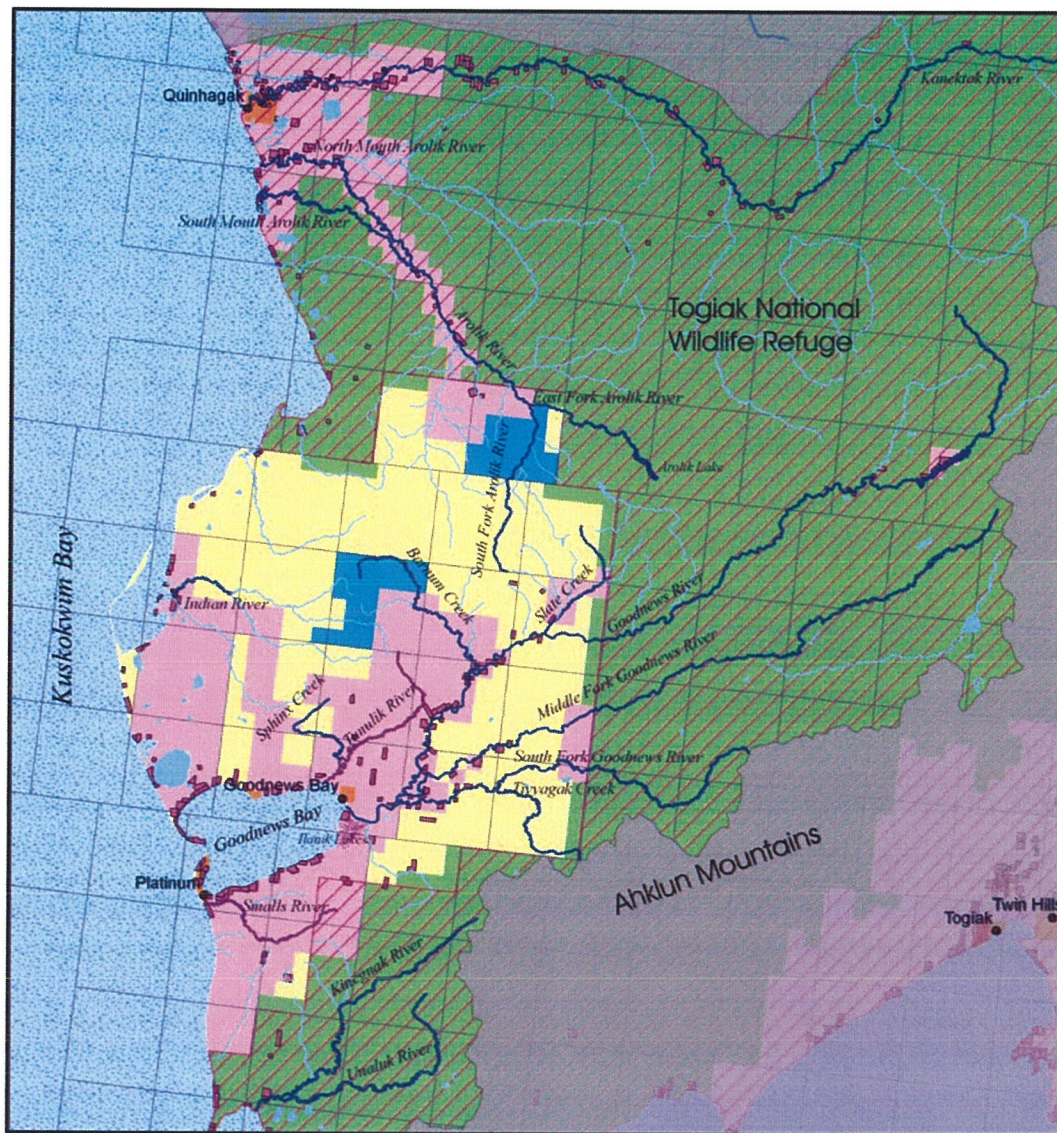 Quinhagak
Kanektok River
North Mouth Arolik River
South Mouth Arolik River
Togiak National
Wildlife Refuge
Arolik River
East Fork Arolik River
Arolik Lake
South Fork Arolik River
Kuskokwim Bay
Indian River
Barnum Creek
Slate Creek
Goodnews River
Middle Fork Goodnews River
Sphinx Creek
Tunulik River
South Fork Goodnews River
Tivyagak Creek
Goodnews Bay
Goodnews Bay
Platinum
Smalls River
Ahklun Mountains
Togiak
Twin Hills
Kinegnak River
Unaluk River